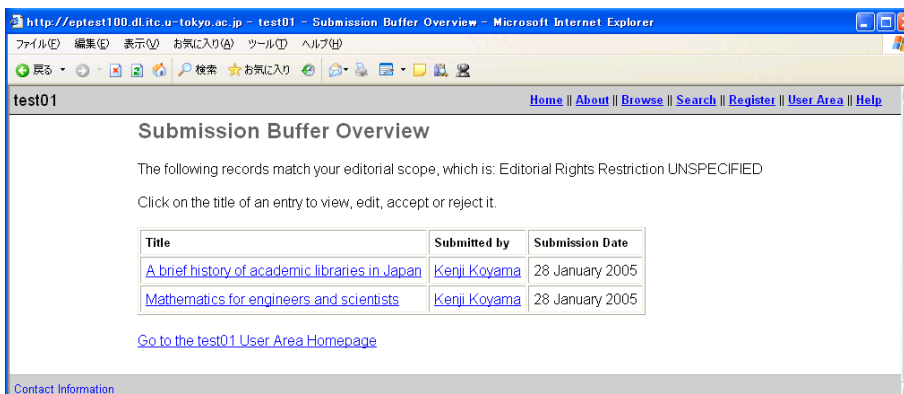 http://eptest100.dl.itc.u-tokyo.ac.jp - test01 - Submission Buffer Overview - Microsoft Internet Explorer
ファイル(F) 編集(E) 表示(V) お気に入り(A) ツール(T) ヘルプ(H)
戻る 検索 お気に入り
test01 Home || About || Browse || Search || Register || User Area || Help
Submission Buffer Overview
The following records match your editorial scope, which is: Editorial Rights Restriction UNSPECIFIED
Click on the title of an entry to view, edit, accept or reject it.
Title Submitted by Submission Date
A brief history of academic libraries in Japan Kenji Koyama 28 January 2005
Mathematics for engineers and scientists Kenji Koyama 28 January 2005
Go to the test01 User Area Homepage
Contact Information